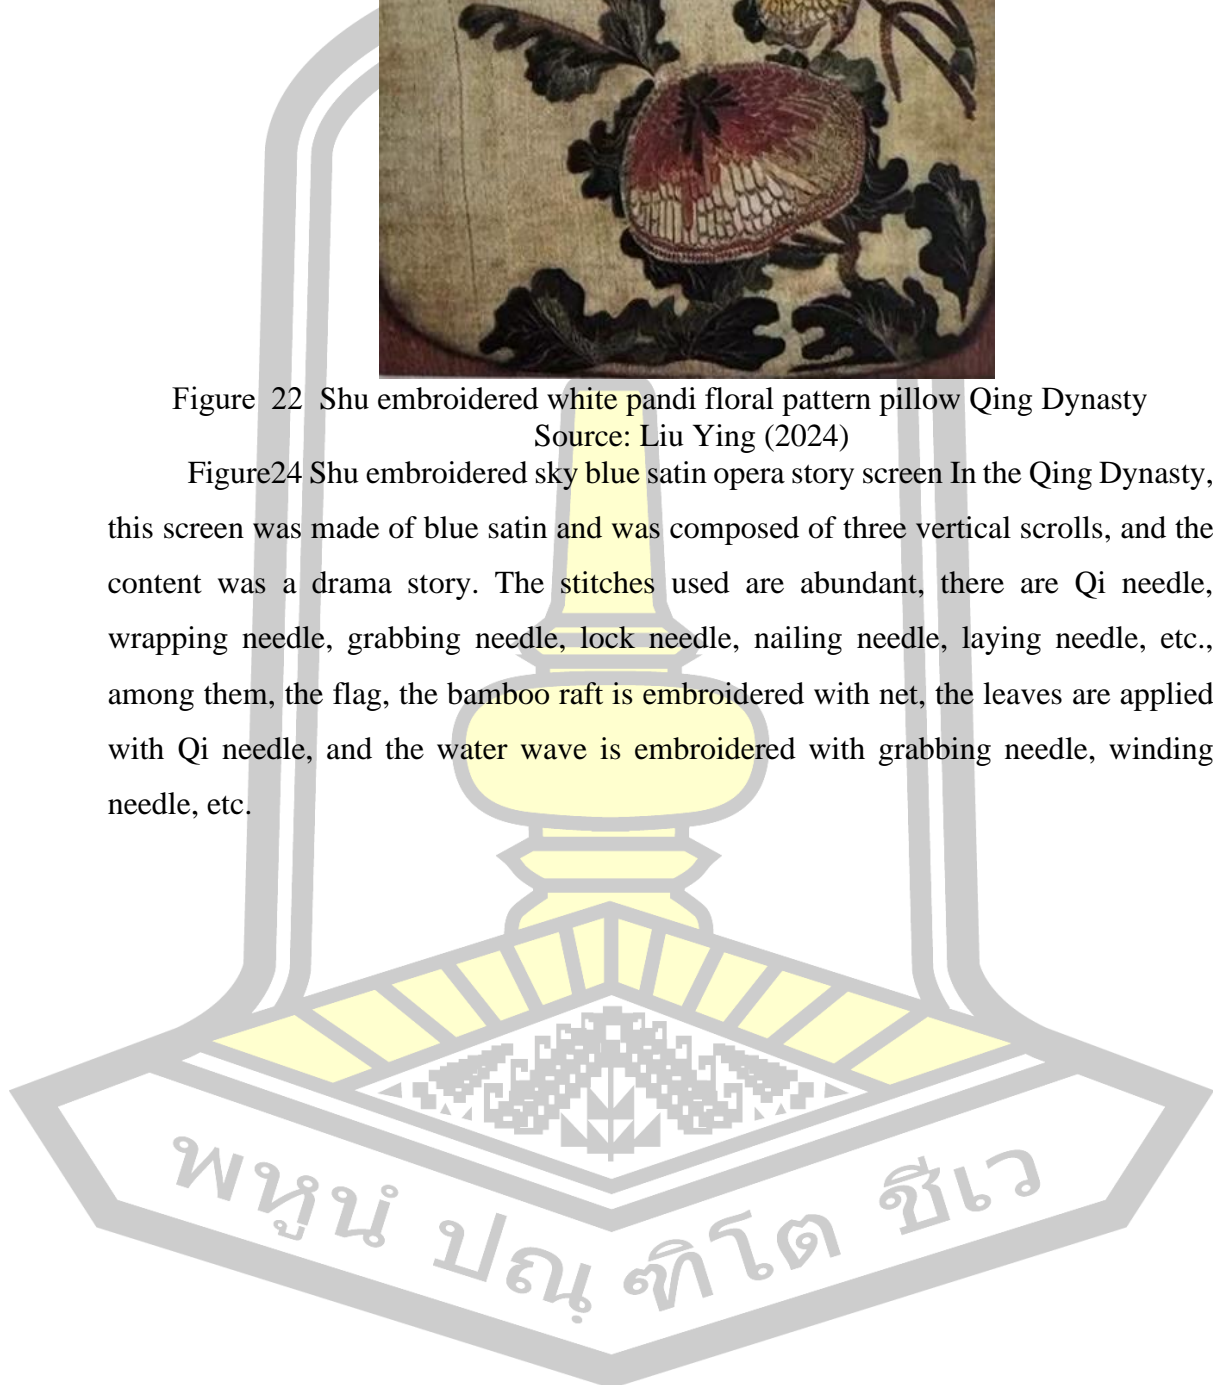 Figure 22 Shu embroidered white pandi floral pattern pillow Qing Dynasty
Source: Liu Ying (2024)
Figure24 Shu embroidered sky blue satin opera story screen In the Qing Dynasty,
this screen was made of blue satin and was composed of three vertical scrolls, and the
content was a drama story. The stitches used are abundant, there are Qi needle,
wrapping needle, grabbing needle, lock needle, nailing needle, laying needle, etc.,
among them, the flag, the bamboo raft is embroidered with net, the leaves are applied
with Qi needle, and the water wave is embroidered with grabbing needle, winding
needle, etc.
พหูนํ ปณฺฑิโต ชีเว